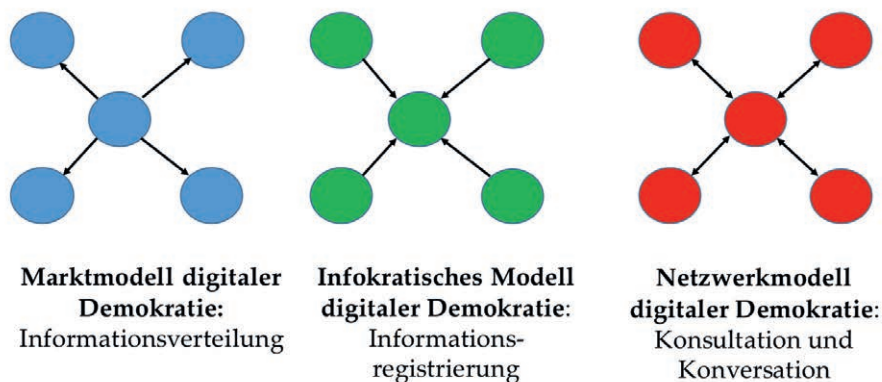 Marktmodell digitaler
Demokratie:
Informationsverteilung
Infokratisches Modell
digitaler Demokratie:
Informations-
registrierung
Netzwerkmodell
digitaler Demokratie:
Konsultation und
Konversation